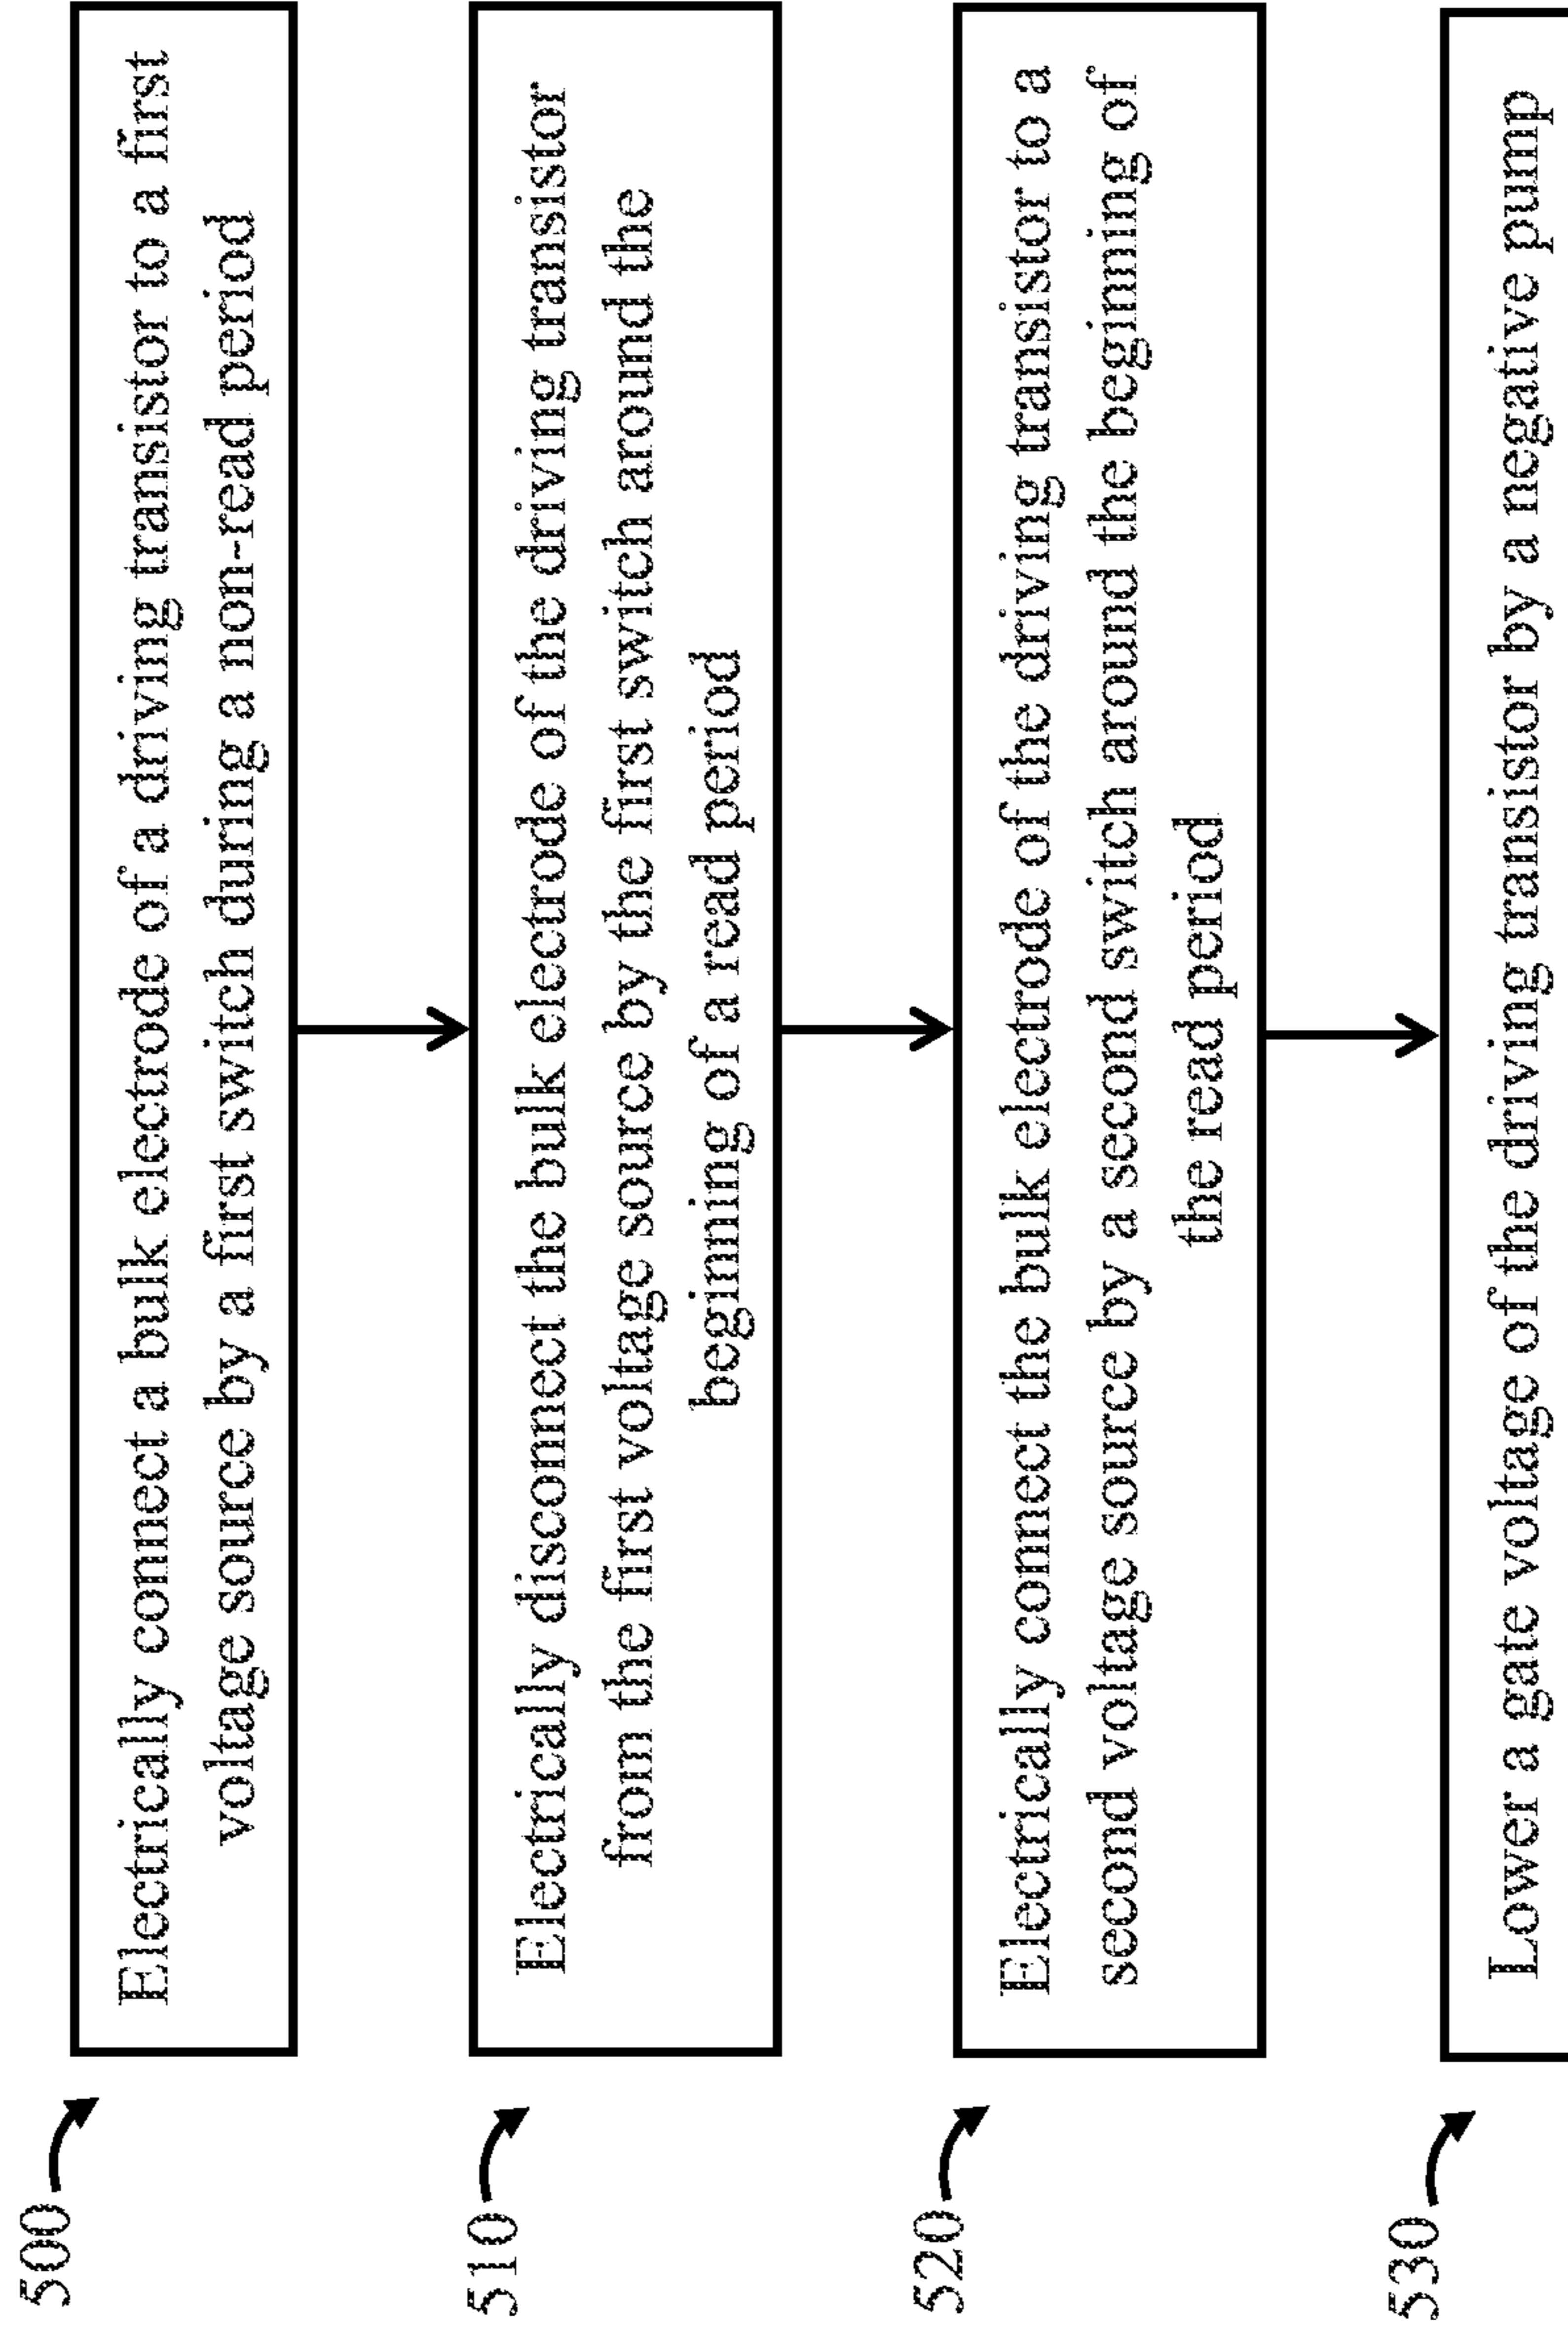 500
Electrically connect a bulk electrode of a driving transistor to a first
voltage source by a first switch during a non-read period
510
Electrically disconnect the bulk electrode of the driving transistor
from the first voltage source by the first switch around the
beginning of a read period
520
Electrically connect the bulk electrode of the driving transistor to a
second voltage source by a second switch around the beginning of
the read period
530
Lower a gate voltage of the driving transistor by a negative pump